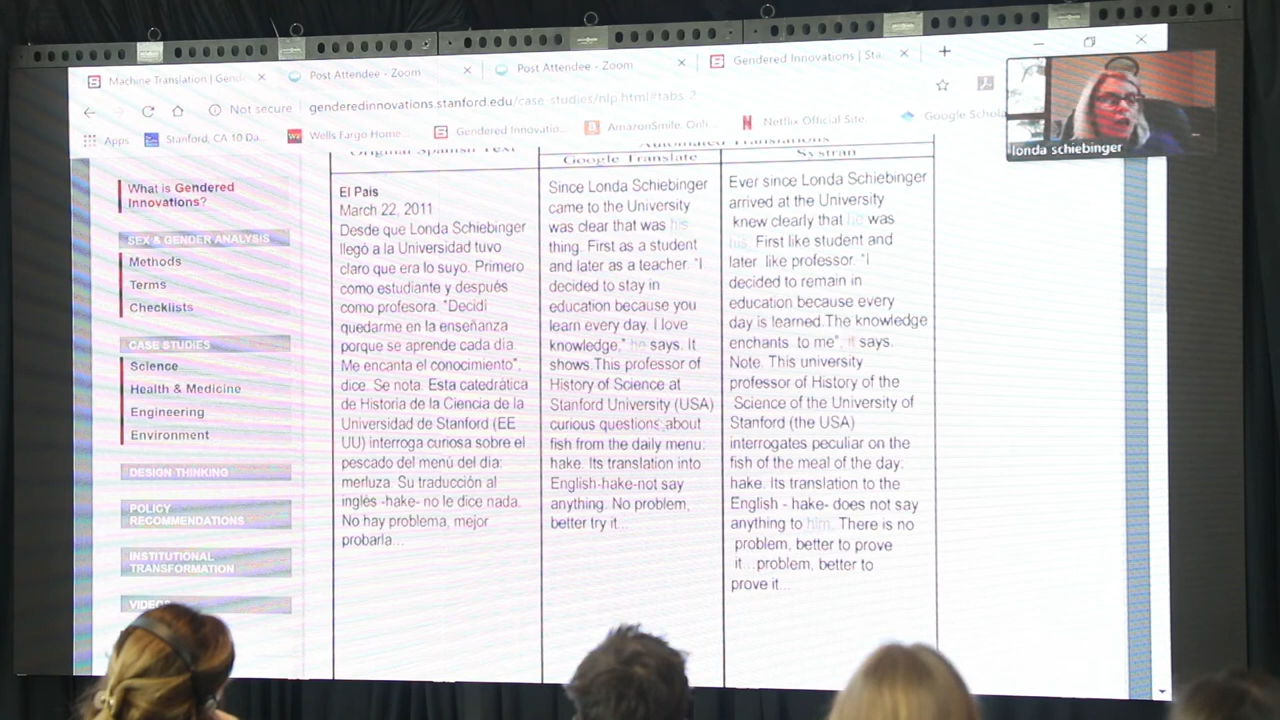 Machine Translation | Gend
Post Attendee - Zoom
Post Attendee - Zoom
Gendered Innovations | Sta
Not secure
genderedinnovations.stanford.edu/case-studies/nlp.html#tabs-2
Apps
Stanford, CA 10 Da...
Wells Fargo Home...
Gendered Innovatio...
AmazonSmile: Onli...
Netflix Official Site
Google Schola
londa schiebinger
What is Gendered
Innovations?
SEX & GENDER ANALYSIS
Methods
Terms
Checklists
CASE STUDIES
Science
Health & Medicine
Engineering
Environment
DESIGN THINKING
POLICY
RECOMMENDATIONS
INSTITUTIONAL
TRANSFORMATION
VIDEOS
Automated Translations
Original Spanish Text
Google Translate
Systran
El País
March 22, 2011
Desde que Londa Schiebinger
llegó a la Universidad tuvo
claro que era lo suyo. Primero
como estudiante y después
como profesora. "Decidí
quedarme en la enseñanza
porque se aprende cada día.
Me encanta el conocimiento",
dice. Se nota. Esta catedrática
de Historia de la Ciencia de la
Universidad de Stanford (EE
UU) interroga curiosa sobre el
pescado del menú del día:
merluza. Su traducción al
inglés -hake- no le dice nada.
No hay problema, mejor
probarla...
Since Londa Schiebinger
came to the University
was clear that was his
thing. First as a student
and later as a teacher. "I
decided to stay in
education because you
learn every day. I love
knowledge," he says. It
shows.This professor of
History of Science at
Stanford University (USA)
curious questions about
fish from the daily menu:
hake. Its translation into
English-hake-not say
anything. No problem,
better try it...
Ever since Londa Schiebinger
arrived at the University
knew clearly that he was
his. First like student and
later like professor. "I
decided to remain in
education because every
day is learned.The knowledge
enchants to me", it says.
Note. This university
professor of History of the
Science of the University of
Stanford (the USA)
interrogates peculiar on the
fish of the meal of the day:
hake. Its translation to the
English - hake- does not say
anything to him. There is no
problem, better to prove
it...problem, better to
prove it...